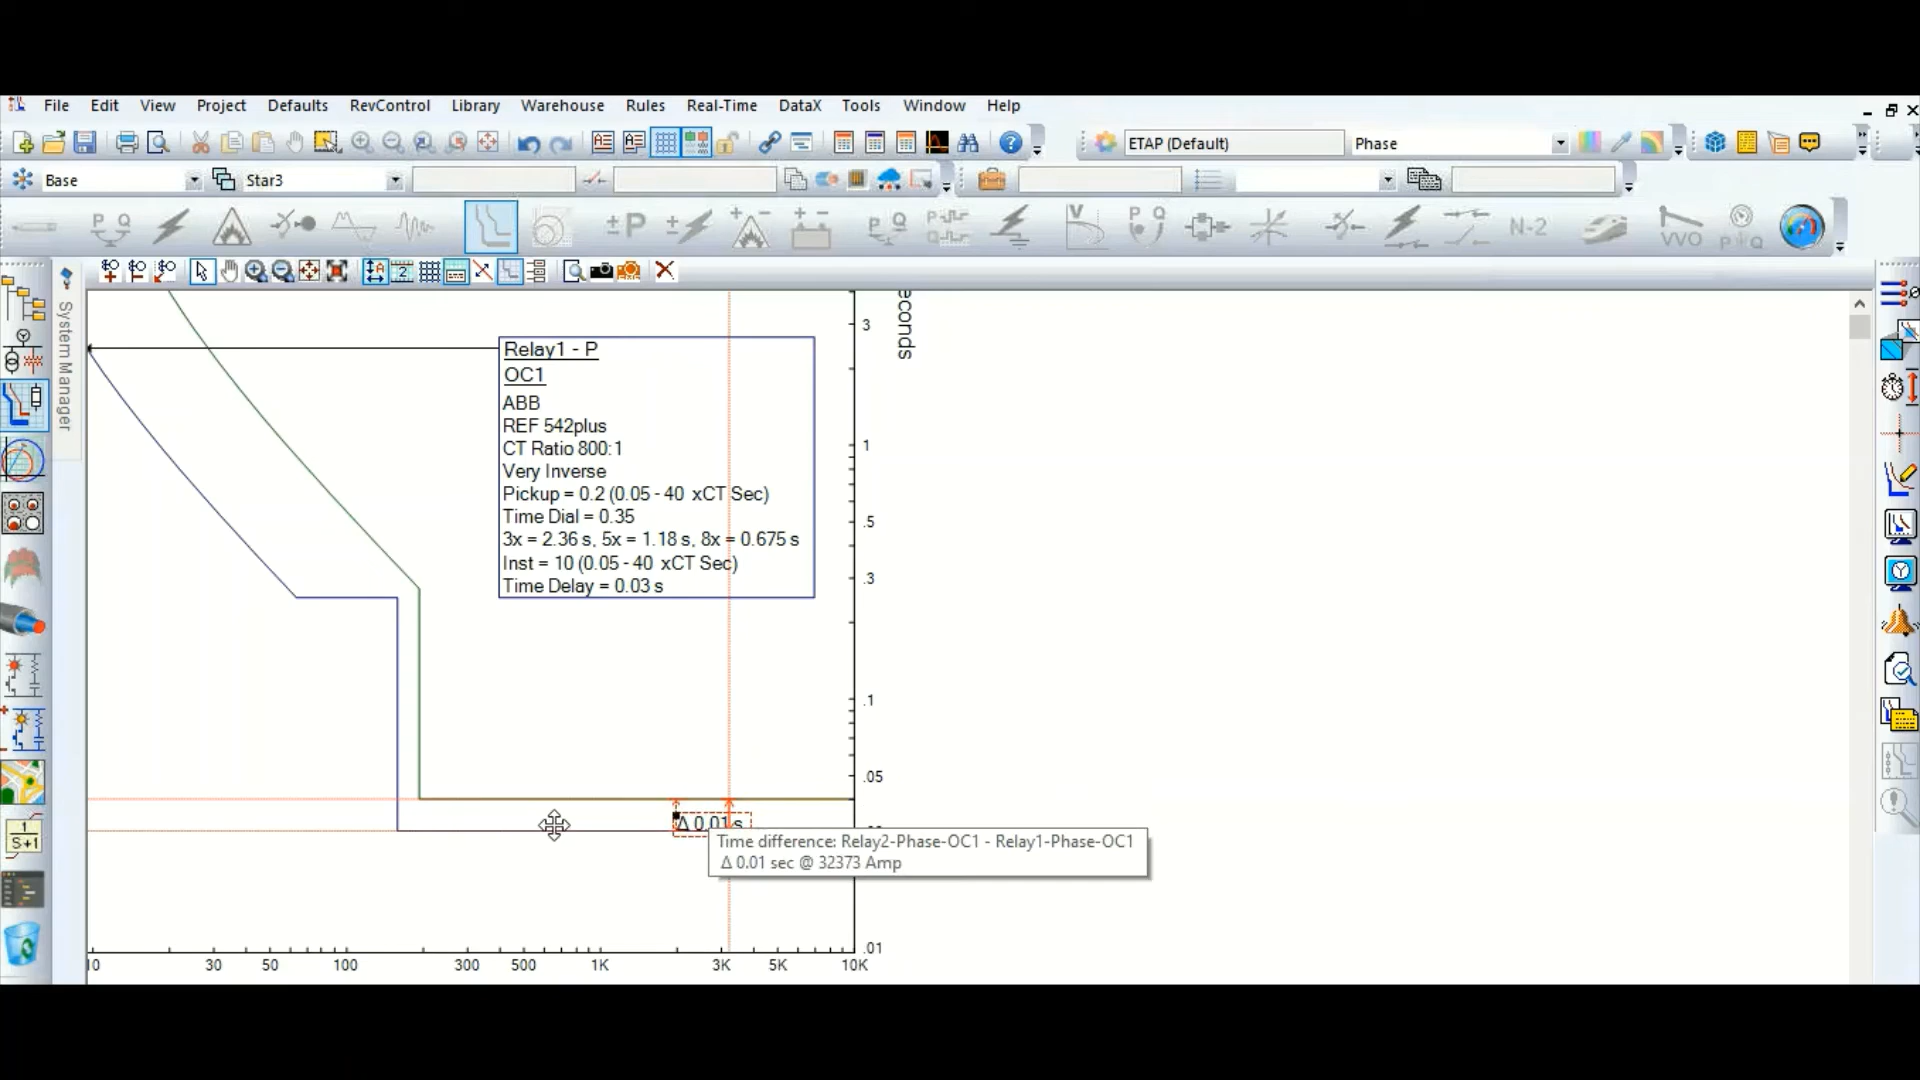 File Edit View Project Defaults RevControl Library Warehouse Rules Real-Time DataX Tools Window Help
ETAP (Default) Phase
Base Star3
P Q ±P P Q V P Q N-2 VVO
System Manager
Seconds
3
Relay1 - P
OC1
ABB
REF 542plus
CT Ratio 800:1
Very Inverse
Pickup = 0.2 (0.05 - 40 xCT Sec)
Time Dial = 0.35
3x = 2.36 s, 5x = 1.18 s, 8x = 0.675 s
Inst = 10 (0.05 - 40 xCT Sec)
Time Delay = 0.03 s
1
.5
.3
.1
.05
Δ 0.01 s
Time difference: Relay2-Phase-OC1 - Relay1-Phase-OC1
Δ 0.01 sec @ 32373 Amp
1
S+1
.01
10 30 50 100 300 500 1K 3K 5K 10K